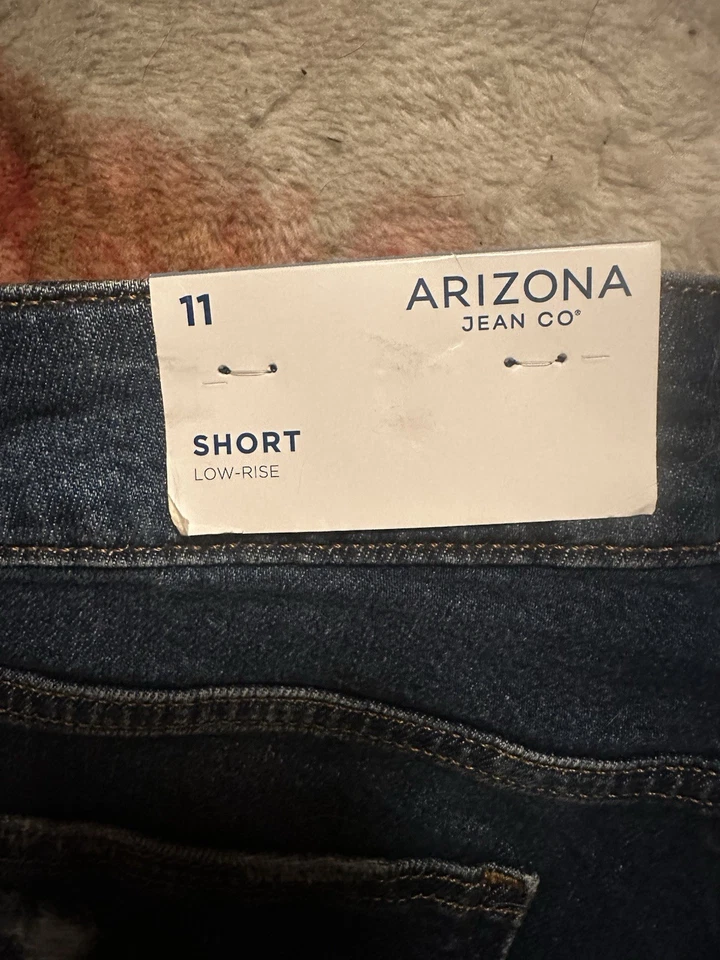 11
ARIZONA
JEAN CO®
SHORT
LOW-RISE